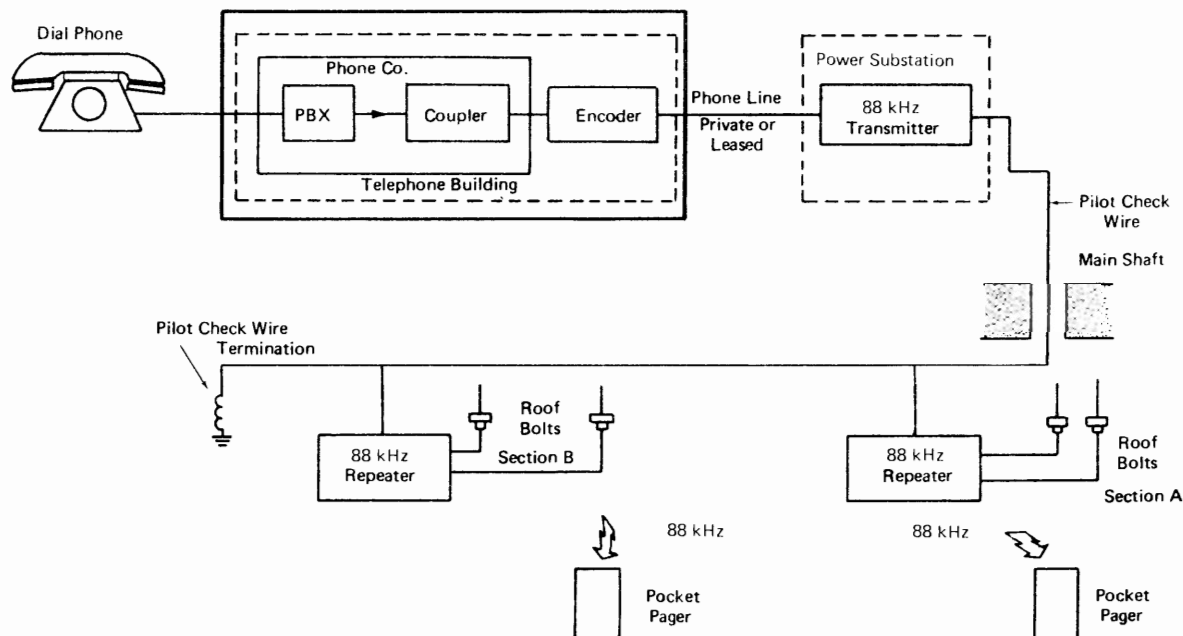 Dial Phone
Phone Co.
PBX
Coupler
Encoder
Telephone Building
Phone Line
Private or
Leased
Power Substation
88 kHz
Transmitter
Pilot Check
Wire
Main Shaft
Pilot Check Wire
Termination
88 kHz
Repeater
Roof
Bolts
Section B
88 kHz
Repeater
Roof
Bolts
Section A
88 kHz
88 kHz
Pocket
Pager
Pocket
Pager